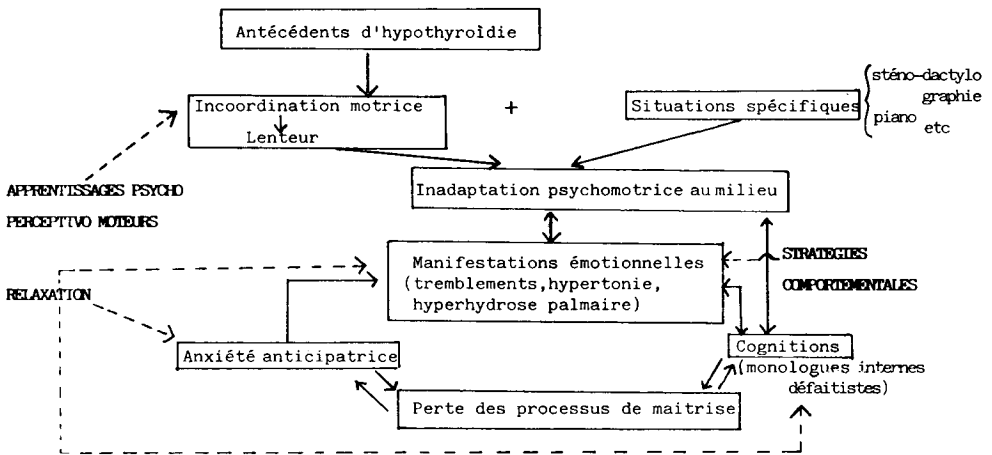 Antécédents d'hypothyroîdie
sténo-dactylo
graphie
Incoordination motrice
+
Situations spécifiques
piano
etc
Lenteur
APPRENTISSAGES PSYCHO
PERCEPTIVO MOTEURS
Inadaptation psychomotrice au milieu
STRATEGIES
COMPORTEMENTALES
Manifestations émotionnelles
(tremblements,hypertonie,
hyperhydrose palmaire)
RELAXATION
Anxiété anticipatrice
Cognitions
(monologues internes
défaitistes)
Perte des processus de maitrise